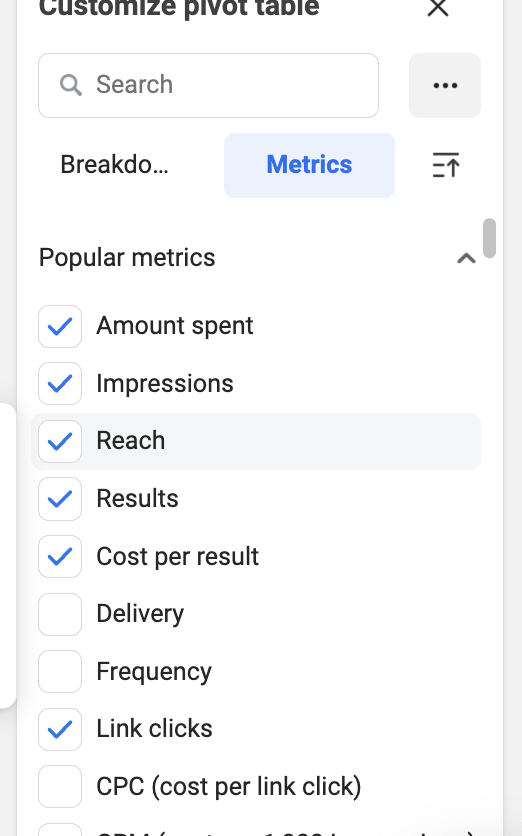 Customize pivot table
Search
Breakdo...
Metrics
Popular metrics
Amount spent
Impressions
Reach
Results
Cost per result
Delivery
Frequency
Link clicks
CPC (cost per link click)